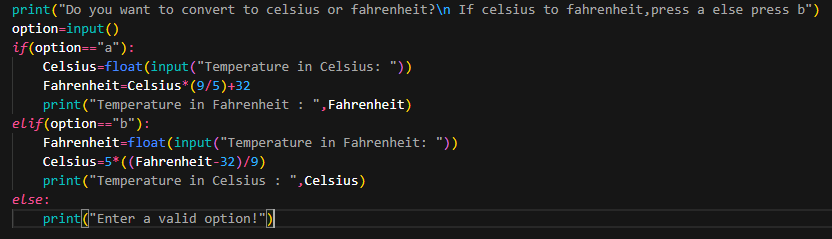 print("Do you want to convert to celsius or fahrenheit?\n If celsius to fahrenheit,press a else press b")
option=input()
if(option=="a"):
    Celsius=float(input("Temperature in Celsius: "))
    Fahrenheit=Celsius*(9/5)+32
    print("Temperature in Fahrenheit : ",Fahrenheit)
elif(option=="b"):
    Fahrenheit=float(input("Temperature in Fahrenheit: "))
    Celsius=5*((Fahrenheit-32)/9)
    print("Temperature in Celsius : ",Celsius)
else:
    print("Enter a valid option!")